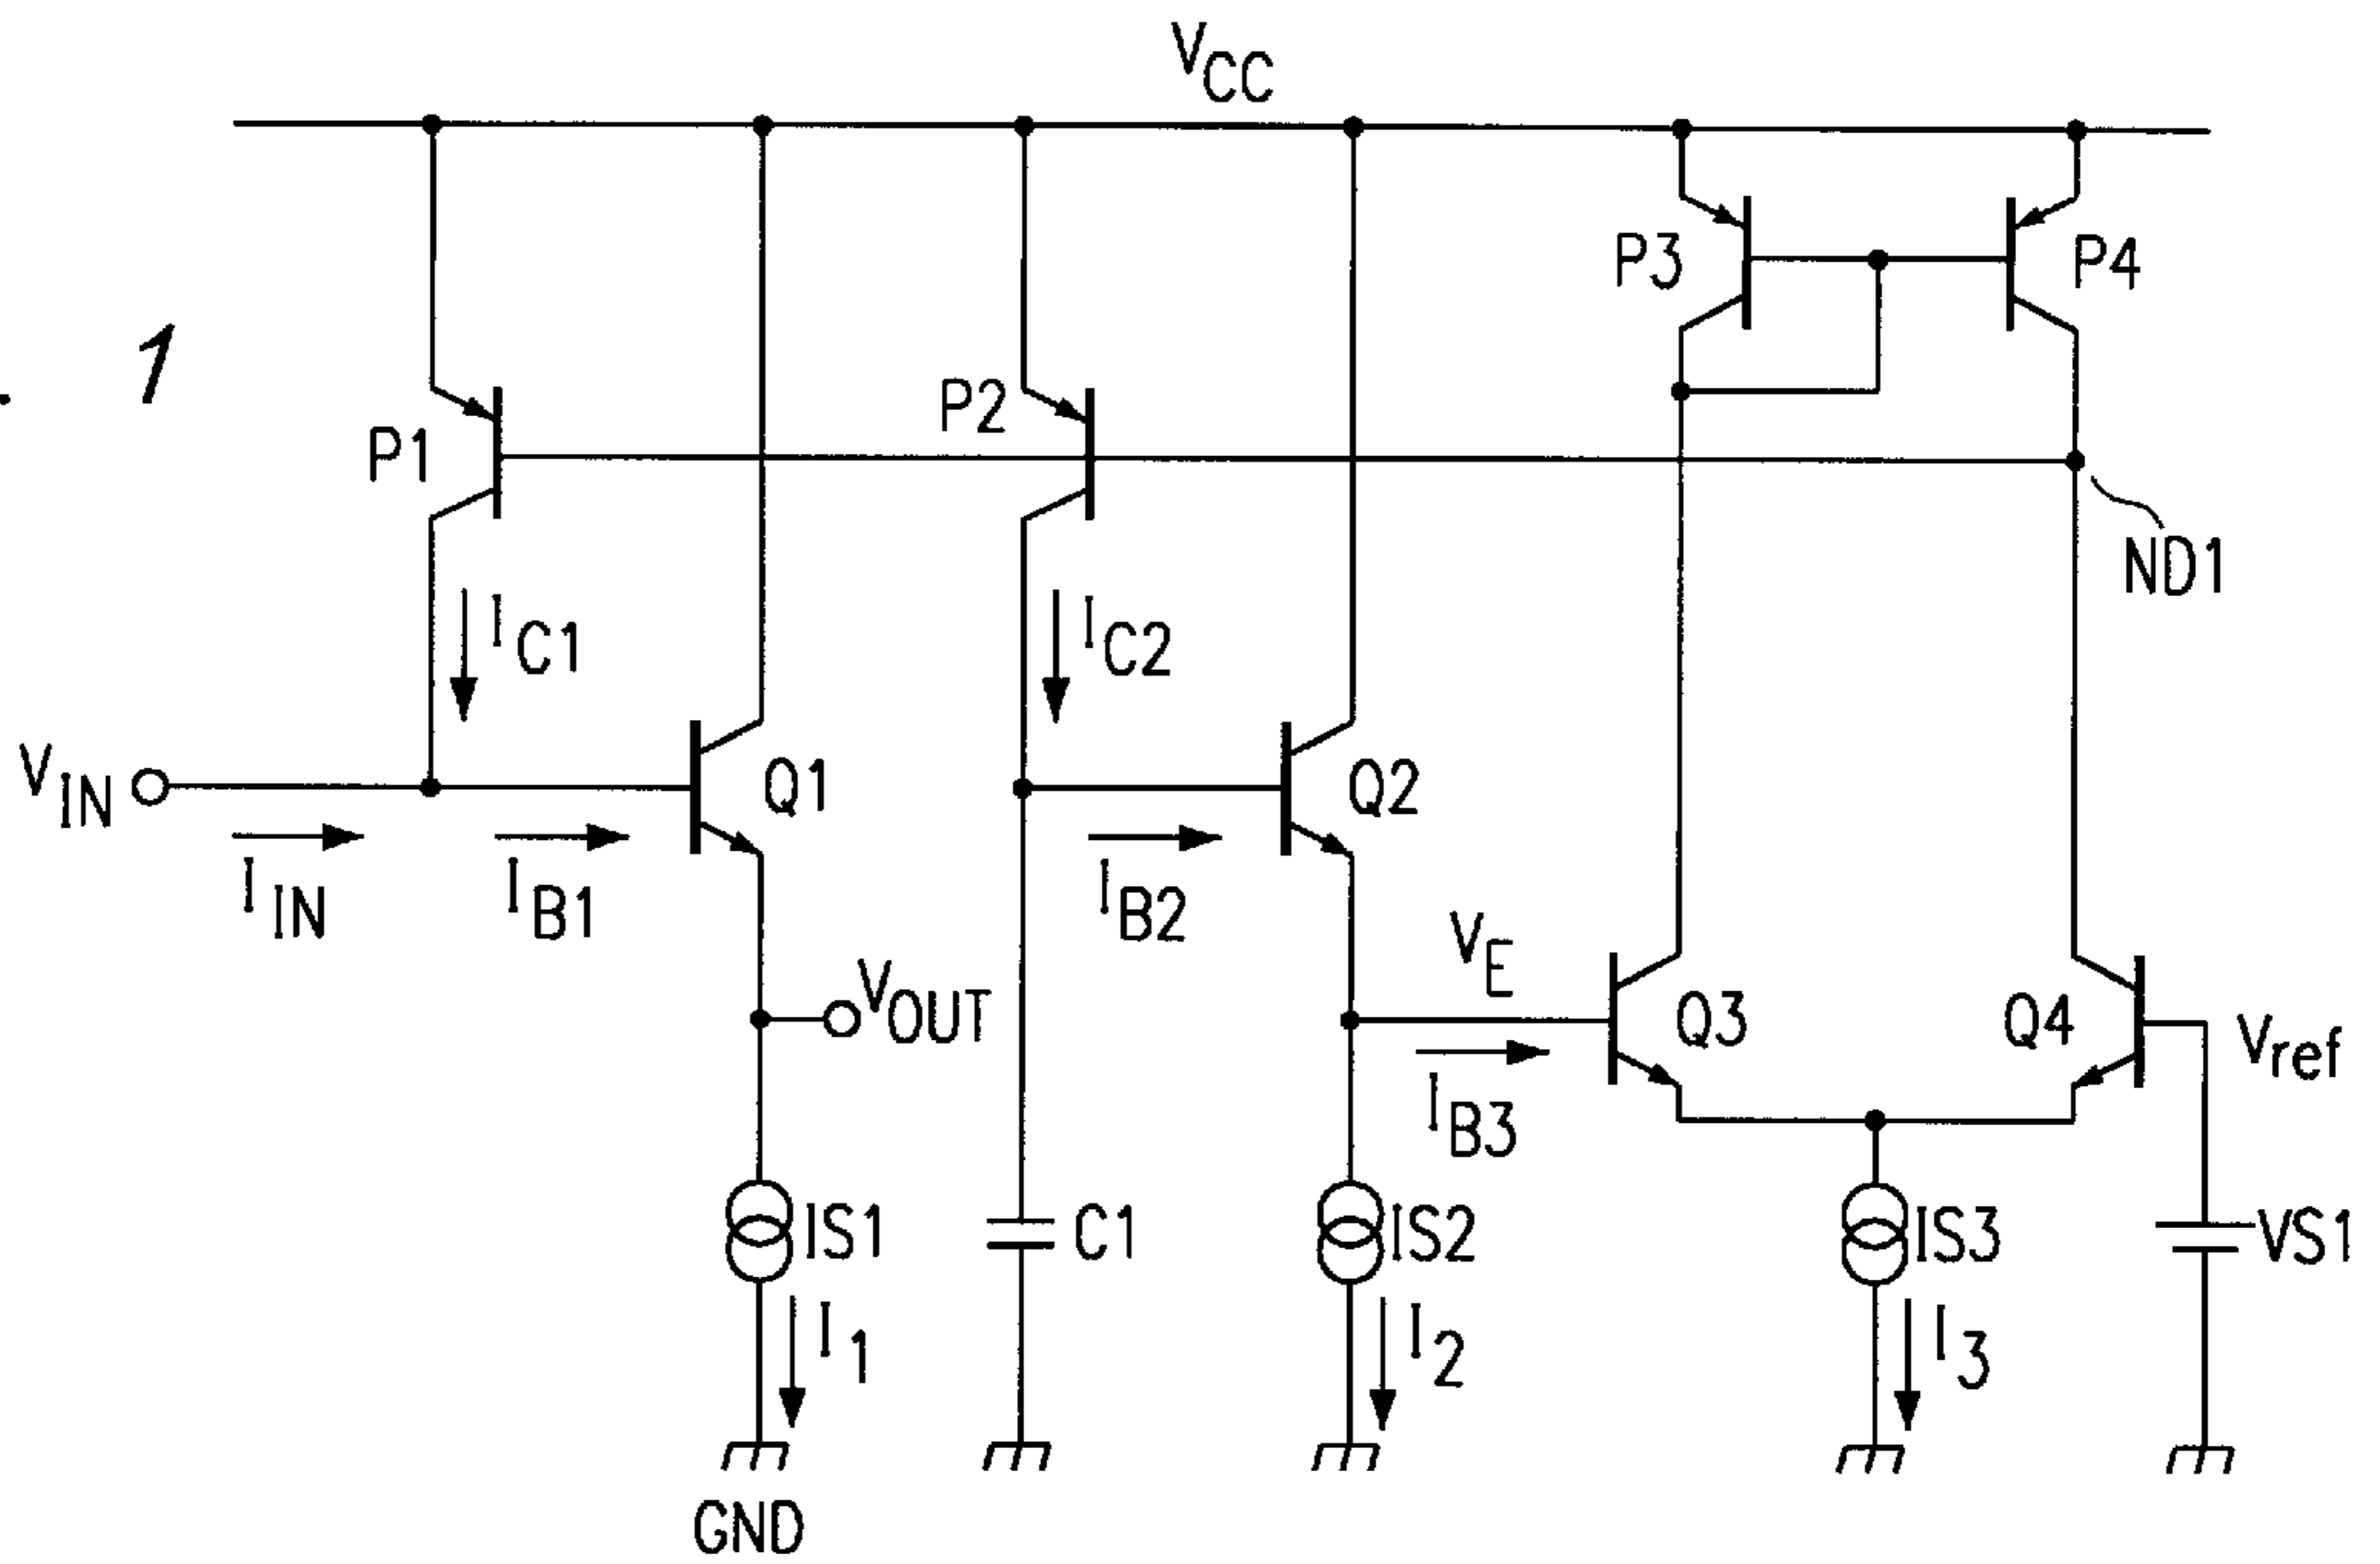 . 1
VCC
P3
P4
P1
P2
ND1
IC1
IC2
VIN
Q1
Q2
IIN
IB1
IB2
VE
VOUT
Q3
Q4
Vref
IB3
IS1
C1
IS2
IS3
VS1
I1
I2
I3
GND